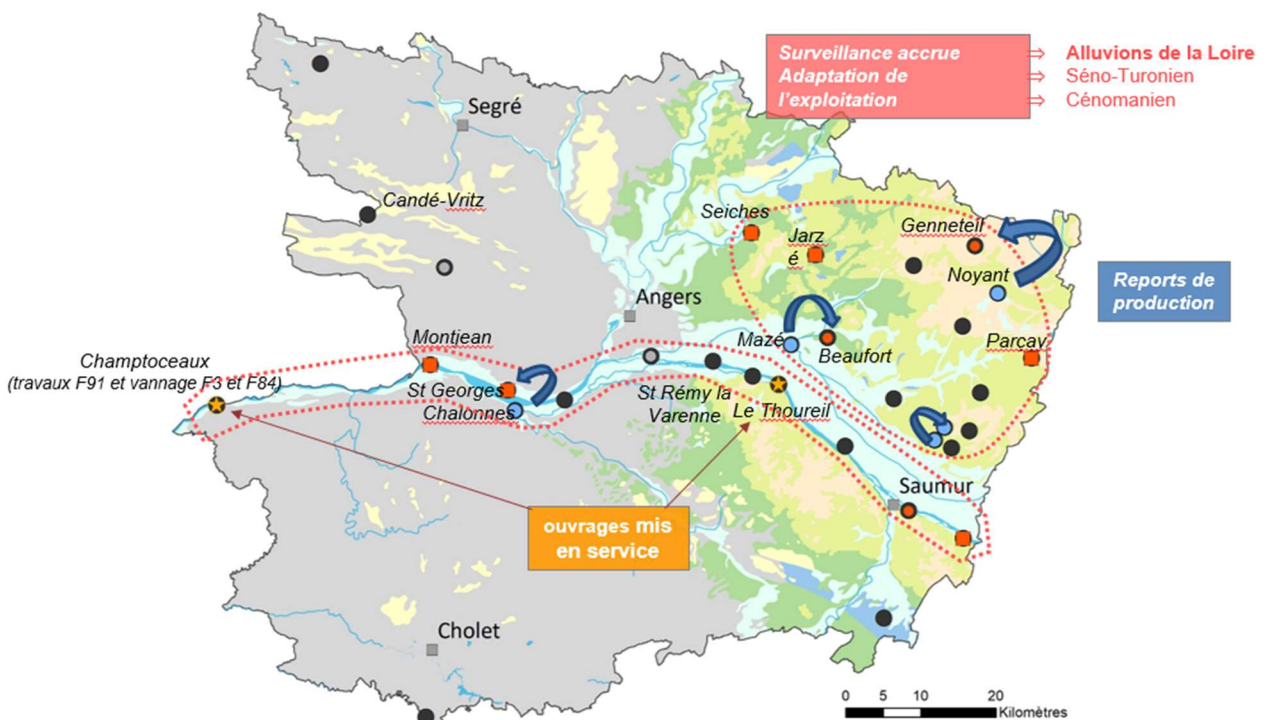 Surveillance accrue
Adaptation de
l'exploitation
⇒ Alluvions de la Loire
⇒ Séno-Turonien
⇒ Cénomanien
Segré
Candé-Vritz
Seiches
Jarz
é
Genneteil
Noyant
Reports de
production
Angers
Mazé
Beaufort
Parçay
Montjean
Champtoceaux
(travaux F91 et vannage F3 et F84)
St Georges
Chalonnes
St Rémy la
Varenne
Le Thoureil
Saumur
ouvrages mis
en service
Cholet
0 5 10 20
Kilomètres